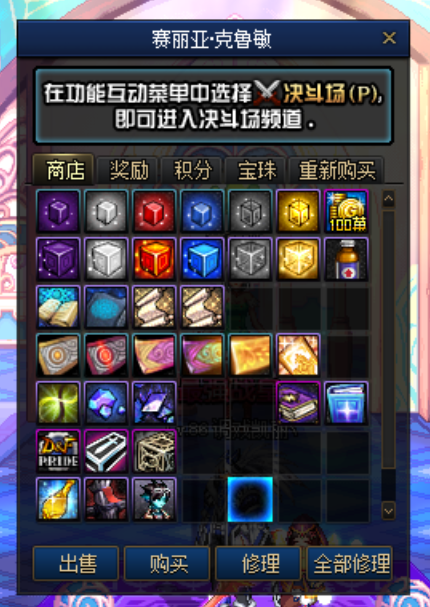 赛丽亚·克鲁敏
在功能互动菜单中选择决斗场(P),
即可进入决斗场频道.
商店 奖励 积分 宝珠 重新购买
100萬
DNF
PRIDE
出售 购买 修理 全部修理